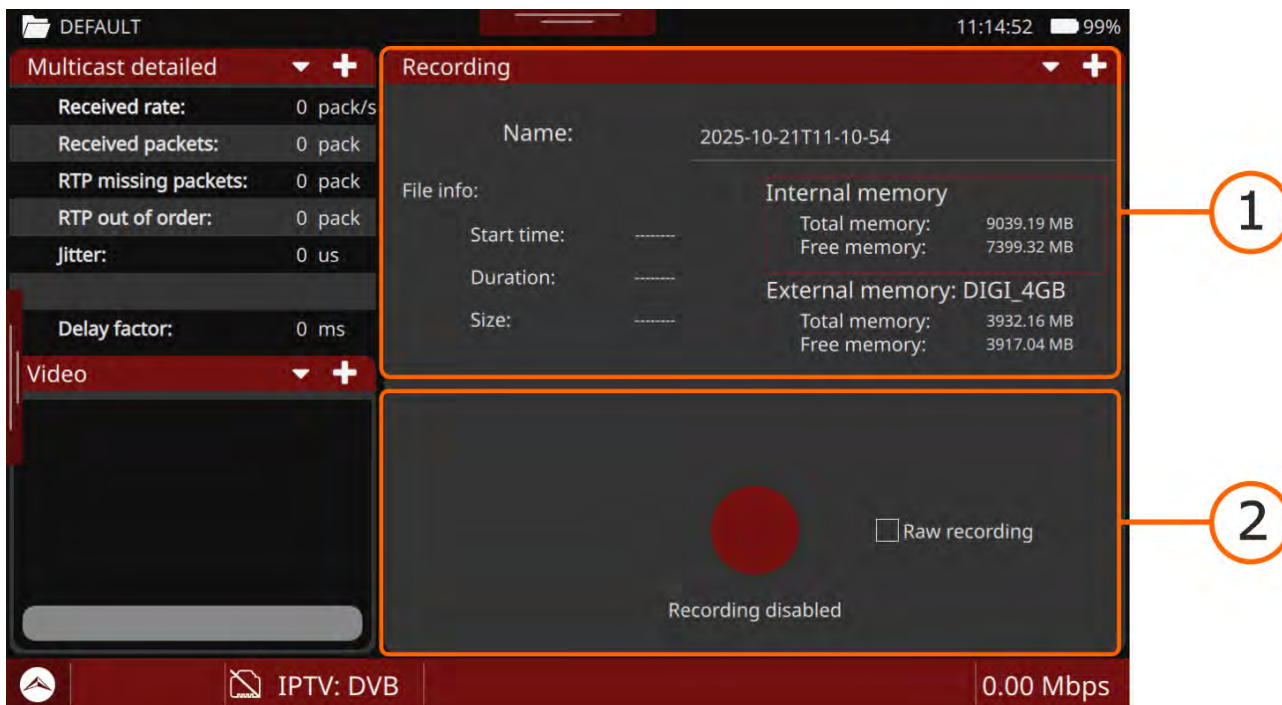 DEFAULT
11:14:52 99%
Multicast detailed
Received rate: 0 pack/s
Received packets: 0 pack
RTP missing packets: 0 pack
RTP out of order: 0 pack
Jitter: 0 us
Delay factor: 0 ms
Video
Recording
Name: 2025-10-21T11-10-54
File info:
Start time: --------
Duration: --------
Size: --------
Internal memory
Total memory: 9039.19 MB
Free memory: 7399.32 MB
External memory: DIGI_4GB
Total memory: 3932.16 MB
Free memory: 3917.04 MB
1
Raw recording
Recording disabled
2
IPTV: DVB
0.00 Mbps